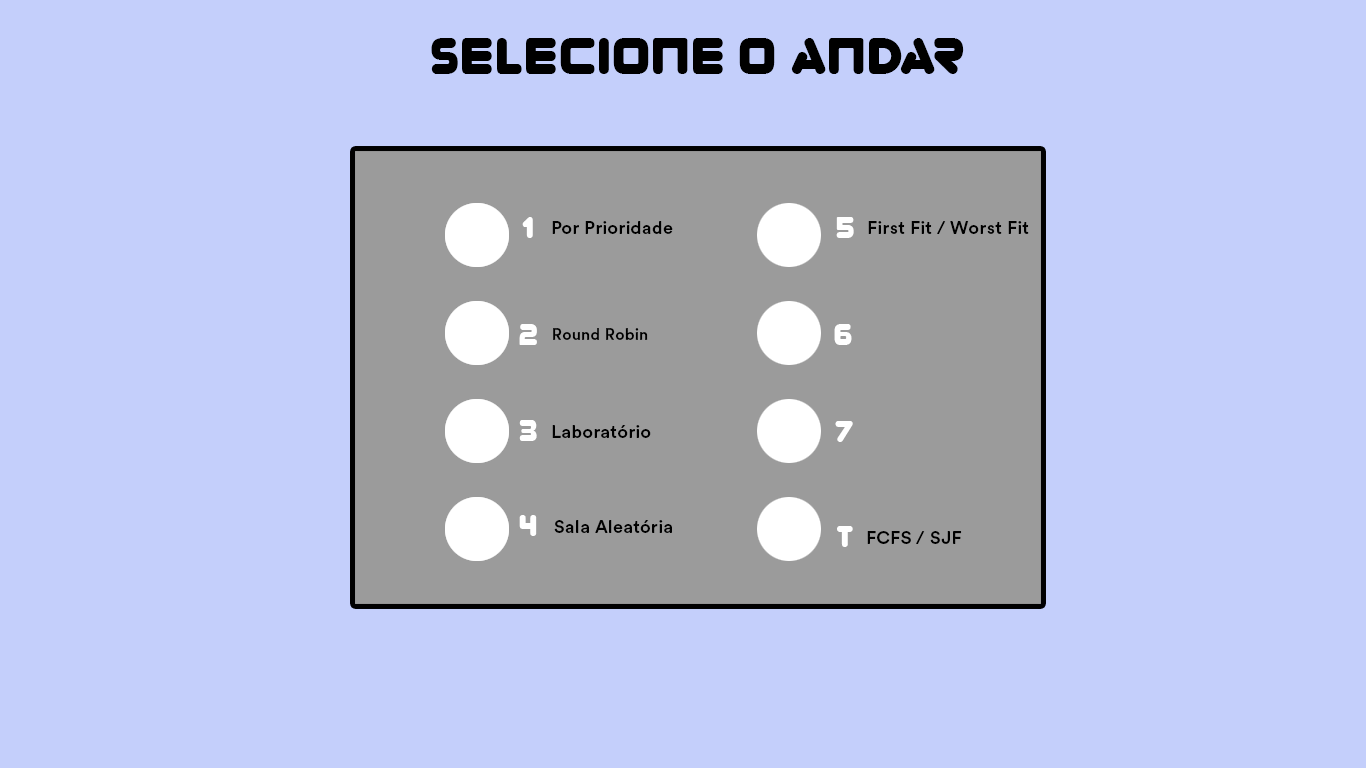 SELECIONE O ANDAR
1 Por Prioridade
2 Round Robin
3 Laboratório
4 Sala Aleatória
5 First Fit / Worst Fit
6
7
T FCFS / SJF